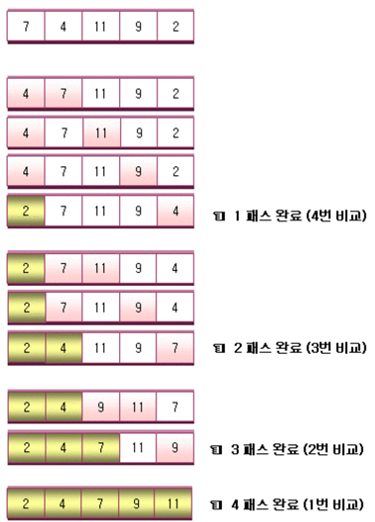 7 4 11 9 2
4 7 11 9 2
4 7 11 9 2
4 7 11 9 2
2 7 11 9 4 ☜ 1 패스 완료 (4번 비교)
2 7 11 9 4
2 7 11 9 4
2 4 11 9 7 ☜ 2 패스 완료 (3번 비교)
2 4 9 11 7
2 4 7 11 9 ☜ 3 패스 완료 (2번 비교)
2 4 7 9 11 ☜ 4 패스 완료 (1번 비교)